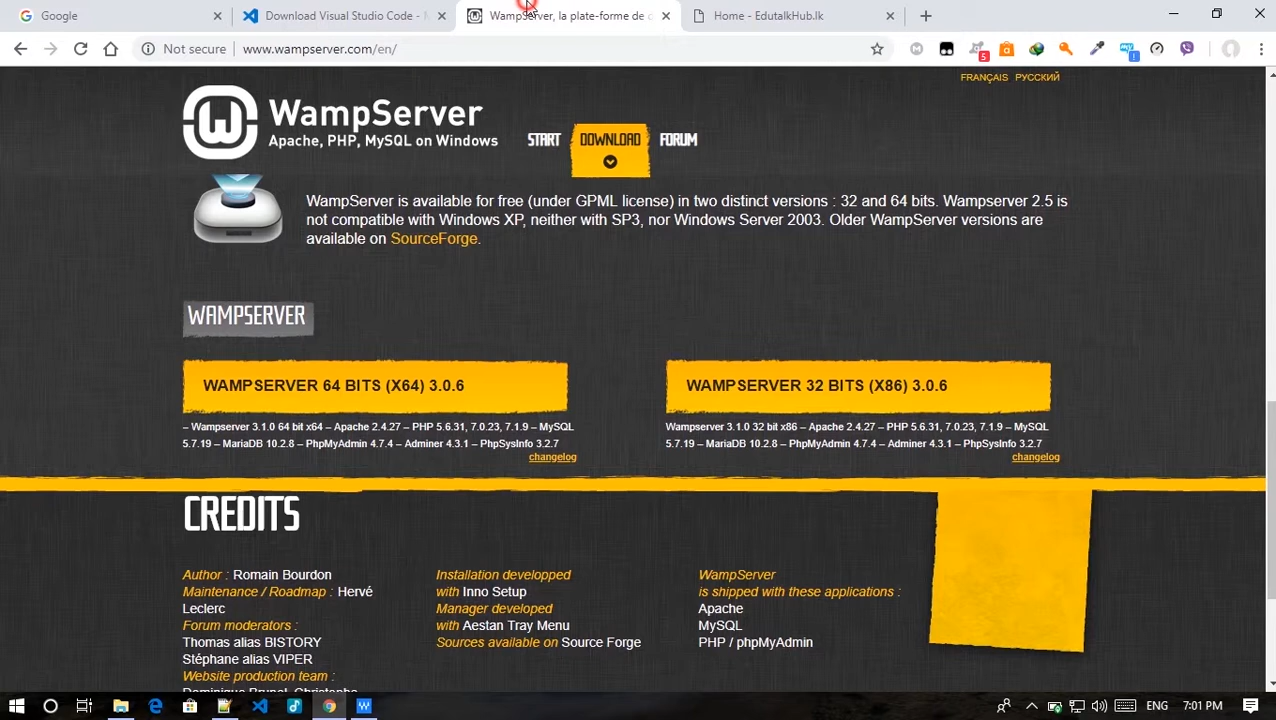 Google
Download Visual Studio Code -
WampServer, la plate-forme de
Home - EdutalkHub.lk
Not secure
www.wampserver.com/en/
5
FRANÇAIS РУССКИЙ
WampServer
Apache, PHP, MySQL on Windows
START
DOWNLOAD
FORUM
WampServer is available for free (under GPML license) in two distinct versions : 32 and 64 bits. Wampserver 2.5 is
not compatible with Windows XP, neither with SP3, nor Windows Server 2003. Older WampServer versions are
available on SourceForge.
WAMPSERVER
WAMPSERVER 64 BITS (X64) 3.0.6
– Wampserver 3.1.0 64 bit x64 – Apache 2.4.27 – PHP 5.6.31, 7.0.23, 7.1.9 – MySQL
5.7.19 – MariaDB 10.2.8 – PhpMyAdmin 4.7.4 – Adminer 4.3.1 – PhpSysInfo 3.2.7
changelog
WAMPSERVER 32 BITS (X86) 3.0.6
Wampserver 3.1.0 32 bit x86 – Apache 2.4.27 – PHP 5.6.31, 7.0.23, 7.1.9 – MySQL
5.7.19 – MariaDB 10.2.8 – PhpMyAdmin 4.7.4 – Adminer 4.3.1 – PhpSysInfo 3.2.7
changelog
CREDITS
Author : Romain Bourdon
Maintenance / Roadmap : Hervé
Leclerc
Forum moderators :
Thomas alias BISTORY
Stéphane alias VIPER
Website production team :
Installation developped
with Inno Setup
Manager developed
with Aestan Tray Menu
Sources available on Source Forge
WampServer
is shipped with these applications :
Apache
MySQL
PHP / phpMyAdmin
ENG
7:01 PM